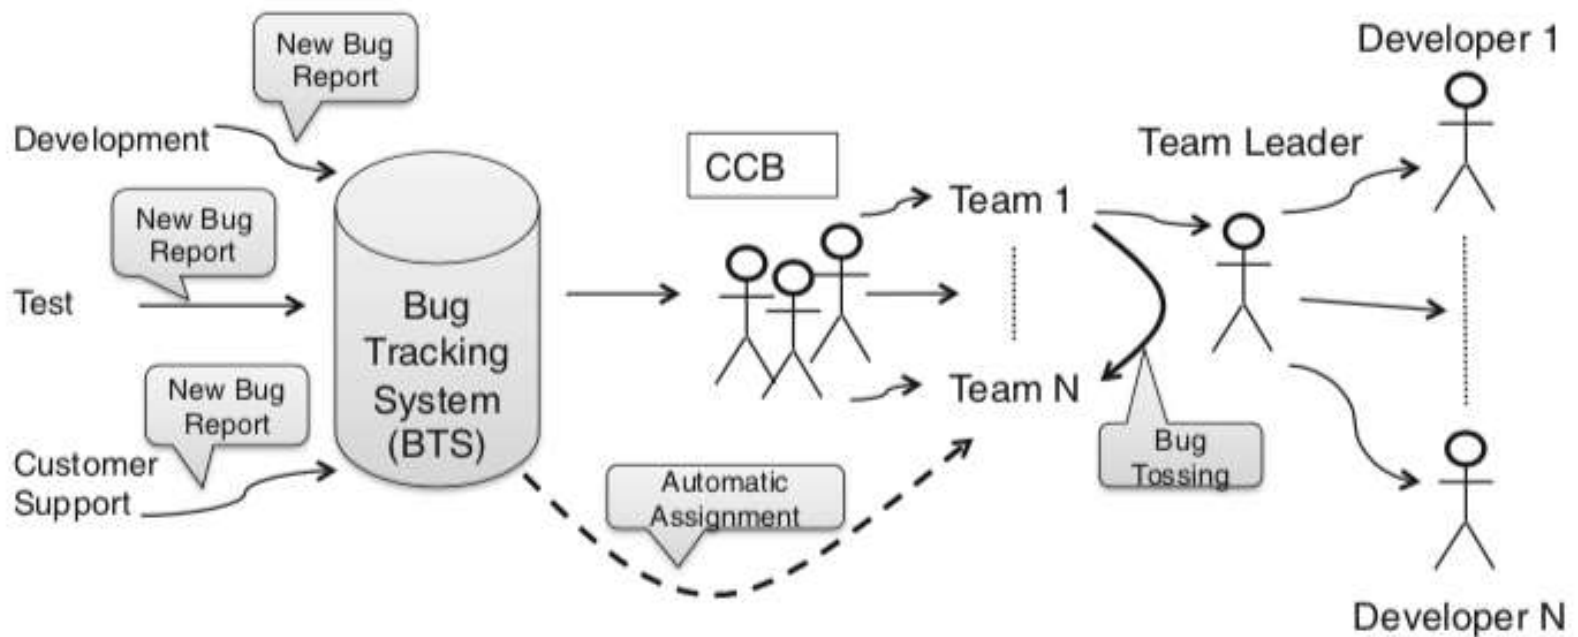 New Bug
Report
Development
New Bug
Report
Test
New Bug
Report
Customer
Support
Bug
Tracking
System
(BTS)
Automatic
Assignment
CCB
Team 1
Team N
Bug
Tossing
Team Leader
Developer 1
Developer N